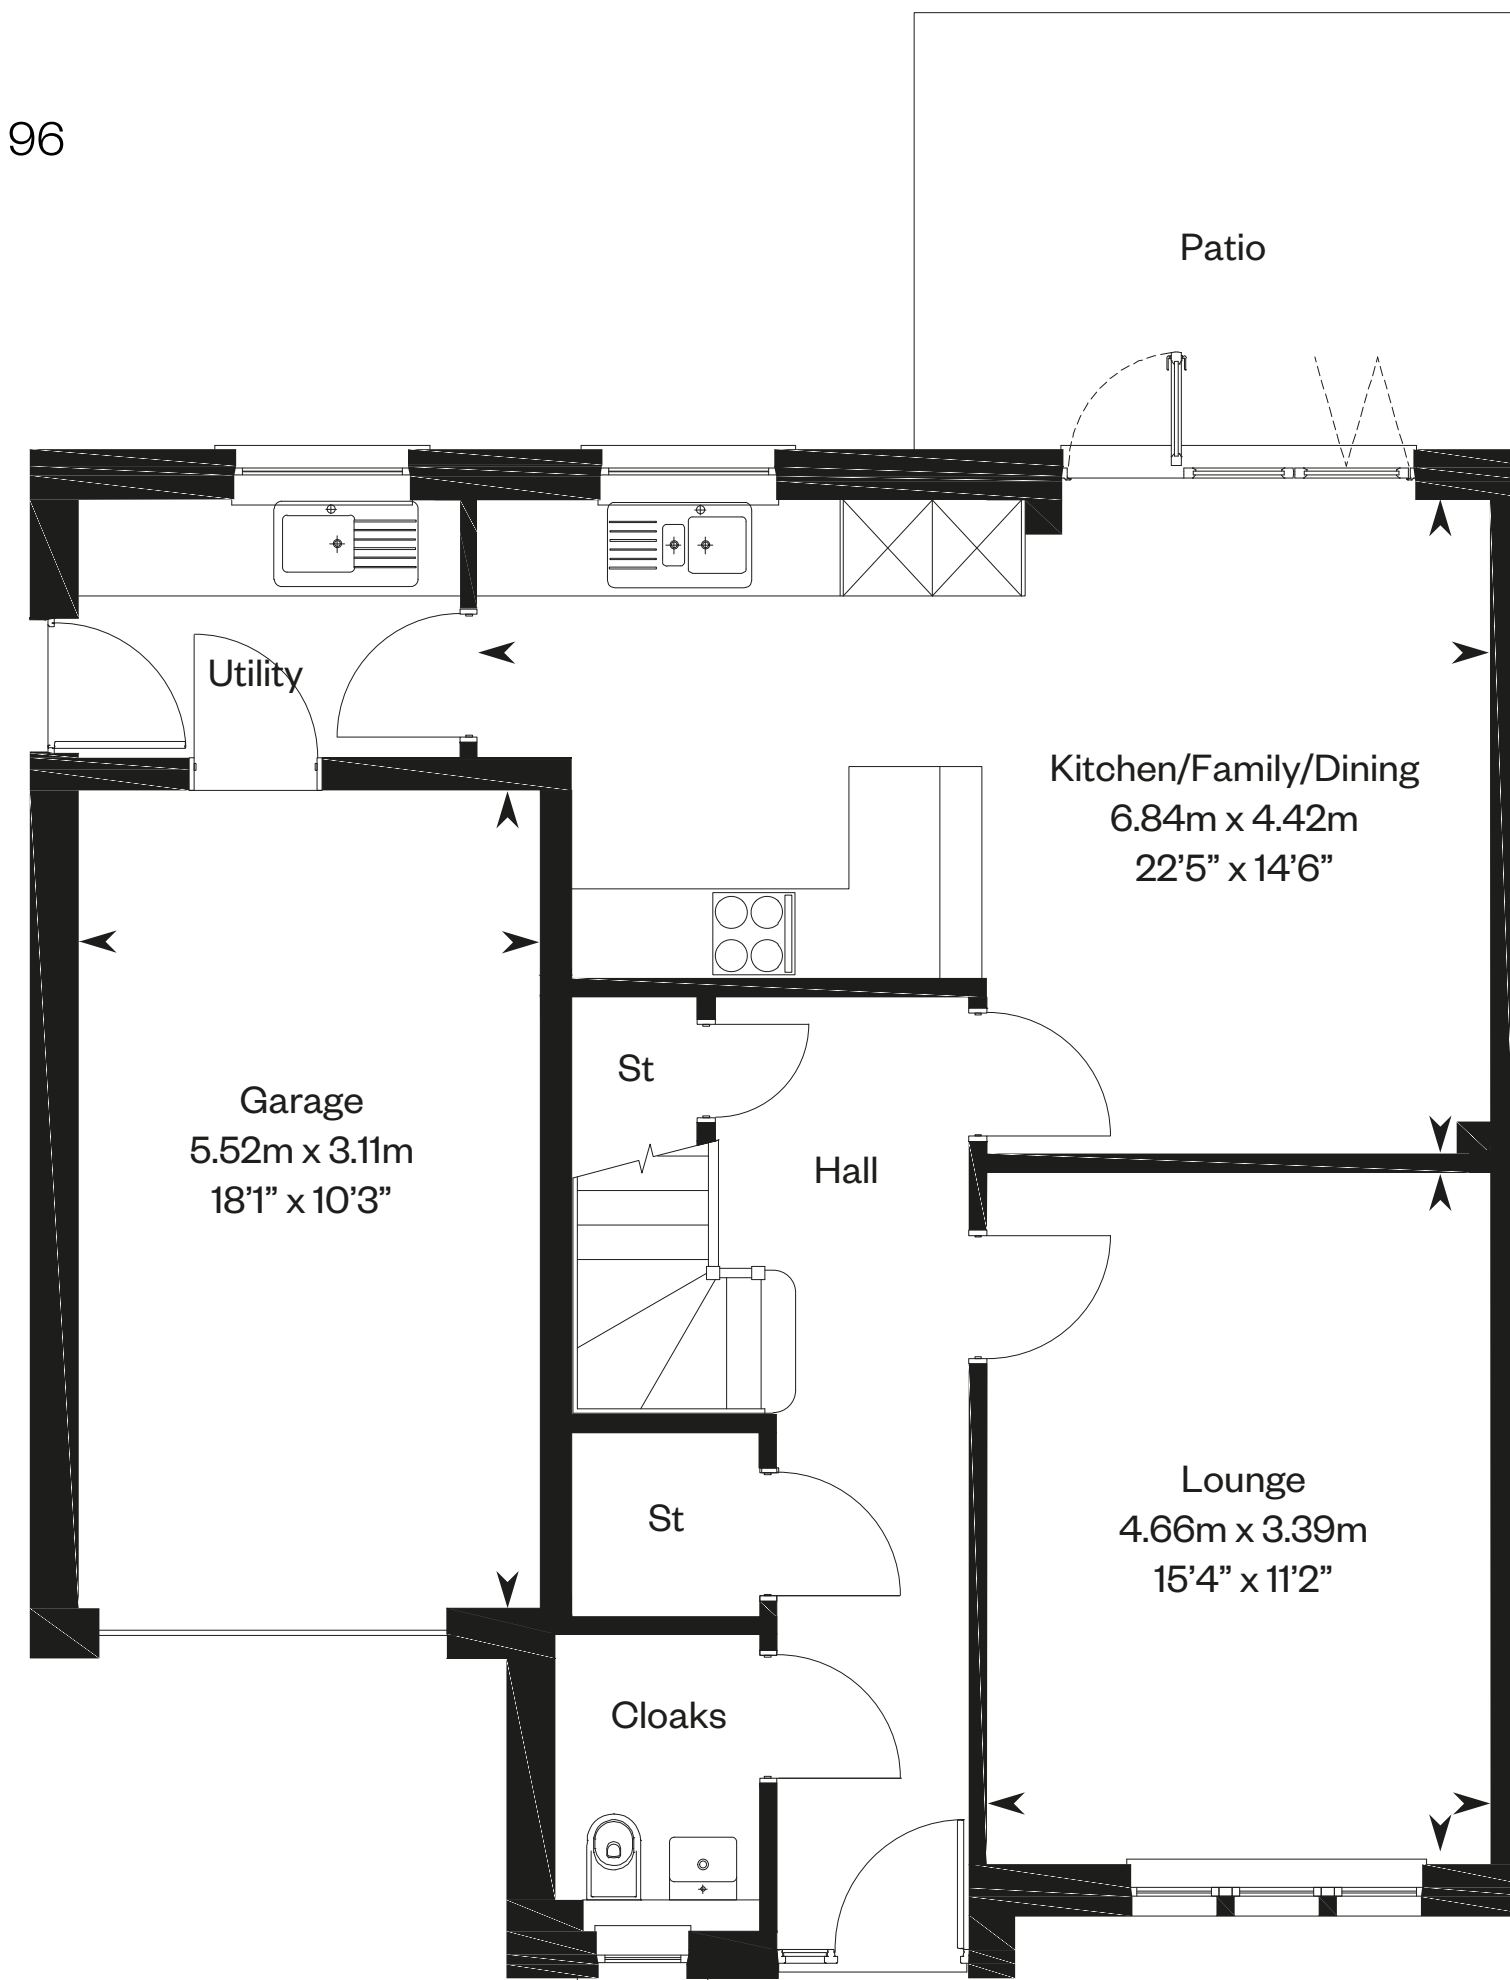 96
Patio
Utility
Kitchen/Family/Dining
6.84m x 4.42m
22’5” x 14’6”
St
Garage
5.52m x 3.11m
18’1” x 10’3”
Hall
Lounge
4.66m x 3.39m
15’4” x 11’2”
St
Cloaks